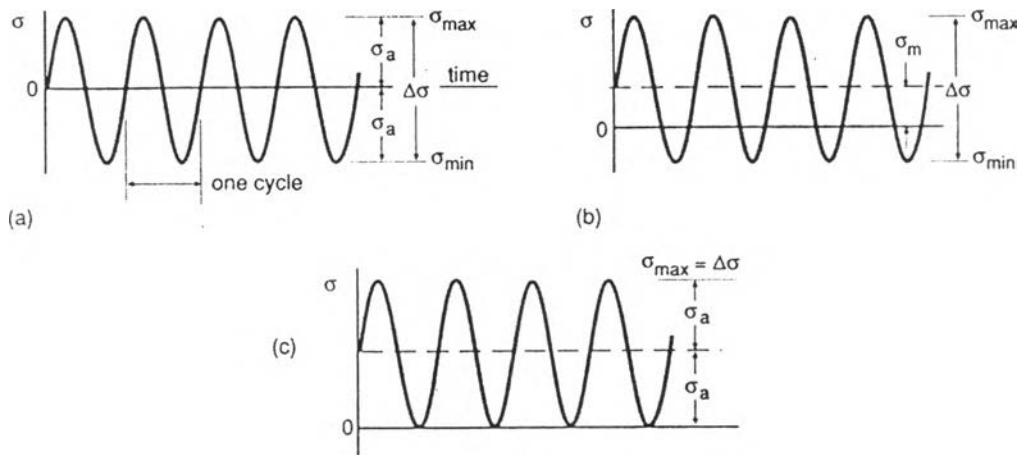 σ
σmax
σa
0
time
Δσ
σa
σmin
one cycle
(a)
σ
σmax
σm
Δσ
0
σmin
(b)
σmax = Δσ
σ
σa
(c)
σa
0